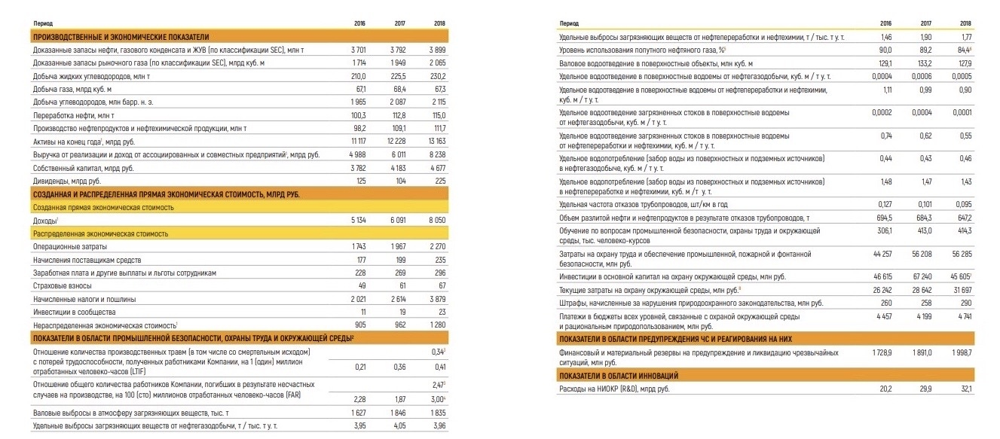 Период 2016 2017 2018
ПРОИЗВОДСТВЕННЫЕ И ЭКОНОМИЧЕСКИЕ ПОКАЗАТЕЛИ
Доказанные запасы нефти, газового конденсата и ЖУВ (по классификации SEC), млн т 3 701 3 792 3 899
Доказанные запасы рыночного газа (по классификации SEC), млрд куб. м 1 714 1 949 2 065
Добыча жидких углеводородов, млн т 210,0 225,5 230,2
Добыча газа, млрд куб. м 67,1 68,4 67,3
Добыча углеводородов, млн барр. н. э. 1 965 2 087 2 115
Переработка нефти, млн т 100,3 112,8 115,0
Производство нефтепродуктов и нефтехимической продукции, млн т 98,2 109,1 111,7
Активы на конец года¹, млрд руб. 11 117 12 228 13 163
Выручка от реализации и доход от ассоциированных и совместных предприятий¹, млрд руб. 4 988 6 011 8 238
Собственный капитал, млрд руб. 3 782 4 183 4 677
Дивиденды, млрд руб. 125 104 225
СОЗДАННАЯ И РАСПРЕДЕЛЕННАЯ ПРЯМАЯ ЭКОНОМИЧЕСКАЯ СТОИМОСТЬ, МЛРД РУБ.
Созданная прямая экономическая стоимость
Доходы¹ 5 134 6 091 8 050
Распределенная экономическая стоимость
Операционные затраты 1 743 1 967 2 270
Начисления поставщикам средств 177 199 235
Заработная плата и другие выплаты и льготы сотрудникам 228 269 296
Страховые взносы 49 61 67
Начисленные налоги и пошлины 2 021 2 614 3 879
Инвестиции в сообщества 11 19 23
Нераспределенная экономическая стоимость¹ 905 962 1 280
ПОКАЗАТЕЛИ В ОБЛАСТИ ПРОМЫШЛЕННОЙ БЕЗОПАСНОСТИ, ОХРАНЫ ТРУДА И ОКРУЖАЮЩЕЙ СРЕДЫ²
Отношение количества производственных травм (в том числе со смертельным исходом) 0,34³
с потерей трудоспособности, полученных работниками Компании, на 1 (один) миллион
отработанных человеко-часов (LTIF) 0,21 0,36 0,41
Отношение общего количества работников Компании, погибших в результате несчастных 2,47³
случаев на производстве, на 100 (сто) миллионов отработанных человеко-часов (FAR) 2,28 1,87 3,00⁴
Валовые выбросы в атмосферу загрязняющих веществ, тыс. т 1 627 1 846 1 835
Удельные выбросы загрязняющих веществ от нефтегазодобычи, т / тыс. т у. т. 3,95 4,05 3,96
Период 2016 2017 2018
Удельные выбросы загрязняющих веществ от нефтепереработки и нефтехимии, т / тыс. т у. т. 1,46 1,90 1,77
Уровень использования попутного нефтяного газа, %⁵ 90,0 89,2 84,4⁶
Валовое водоотведение в поверхностные объекты, млн куб. м 129,1 133,2 127,9
Удельное водоотведение в поверхностные водоемы от нефтегазодобычи, куб. м / т у. т. 0,0004 0,0006 0,0005
Удельное водоотведение в поверхностные водоемы от нефтепереработки и нефтехимии, 1,11 0,99 0,90
куб. м / т у. т.
Удельное водоотведение загрязненных стоков в поверхностные водоемы 0,0002 0,0004 0,0001
от нефтегазодобычи, куб. м / т у. т.
Удельное водоотведение загрязненных стоков в поверхностные водоемы 0,74 0,62 0,55
от нефтепереработки и нефтехимии, куб. м / т у. т.
Удельное водопотребление (забор воды из поверхностных и подземных источников) 0,44 0,43 0,46
в нефтегазодобыче, куб. м / т у. т.
Удельное водопотребление (забор воды из поверхностных и подземных источников) 1,48 1,47 1,43
в нефтепереработке и нефтехимии, куб. м /т у. т.
Удельная частота отказов трубопроводов, шт/км в год 0,127 0,101 0,095
Объем разлитой нефти и нефтепродуктов в результате отказов трубопроводов, т 694,5 684,3 647,2
Обучение по вопросам промышленной безопасности, охраны труда и окружающей 306,1 413,0 414,3
среды, тыс. человеко-курсов
Затраты на охрану труда и обеспечение промышленной, пожарной и фонтанной 44 257 56 208 56 285
безопасности, млн руб.
Инвестиции в основной капитал на охрану окружающей среды, млн руб. 46 615 67 240 45 605⁷
Текущие затраты на охрану окружающей среды, млн руб.⁸ 26 242 28 642 31 697
Штрафы, начисленные за нарушения природоохранного законодательства, млн руб. 260 258 290
Платежи в бюджеты всех уровней, связанные с охраной окружающей среды 4 457 4 199 4 741
и рациональным природопользованием, млн руб.
ПОКАЗАТЕЛИ В ОБЛАСТИ ПРЕДУПРЕЖДЕНИЯ ЧС И РЕАГИРОВАНИЯ НА НИХ
Финансовый и материальный резервы на предупреждение и ликвидацию чрезвычайных 1 728,9 1 891,0 1 998,7
ситуаций, млн руб.
ПОКАЗАТЕЛИ В ОБЛАСТИ ИННОВАЦИЙ
Расходы на НИОКР (R&D), млрд руб. 20,2 29,9 32,1